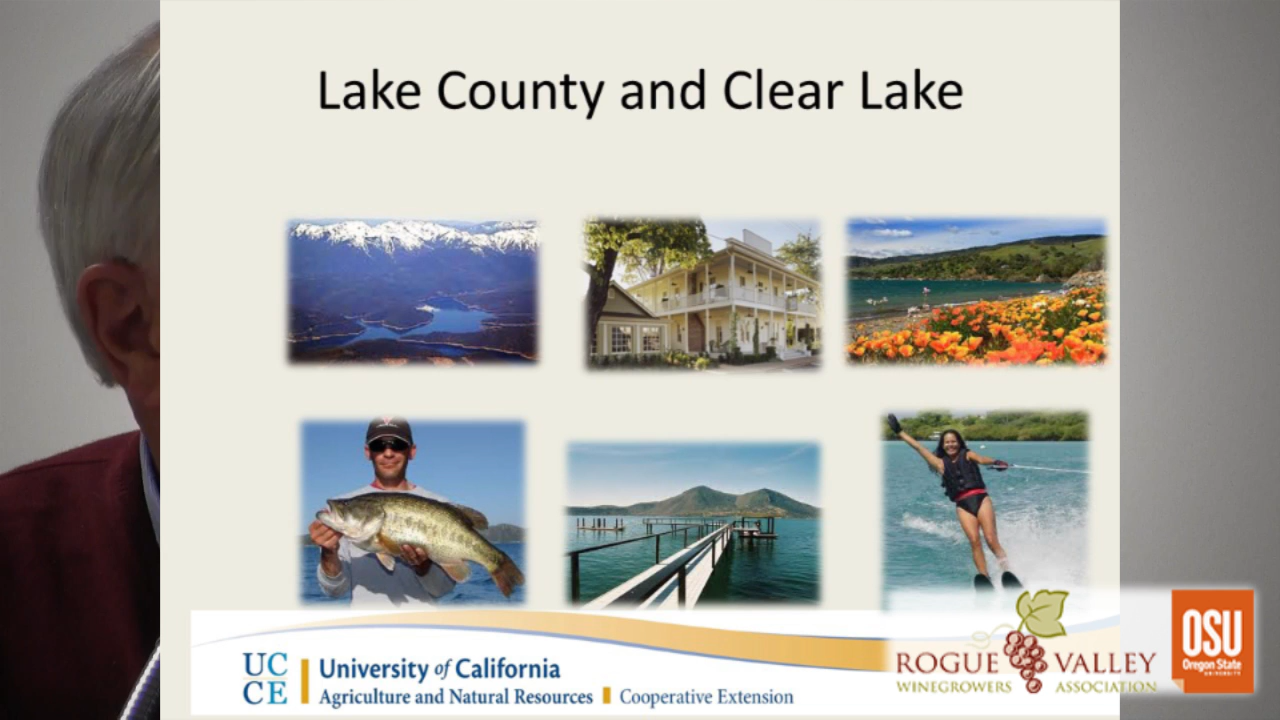 Lake County and Clear Lake
UC
CE
University of California
Agriculture and Natural Resources
Cooperative Extension
ROGUE VALLEY
WINEGROWERS ASSOCIATION
OSU
Oregon State
UNIVERSITY